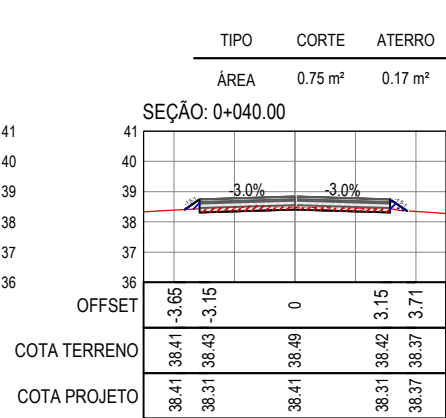 TIPO CORTE ATERRO
ÁREA 0.75 m² 0.17 m²
SEÇÃO: 0+040.00
41 41
40 40
39 39
-3.0% -3.0%
38 38
37 37
36 36
OFFSET -3.65 -3.15 0 3.15 3.71
COTA TERRENO 38.41 38.43 38.49 38.42 38.37
COTA PROJETO 38.41 38.31 38.41 38.31 38.37